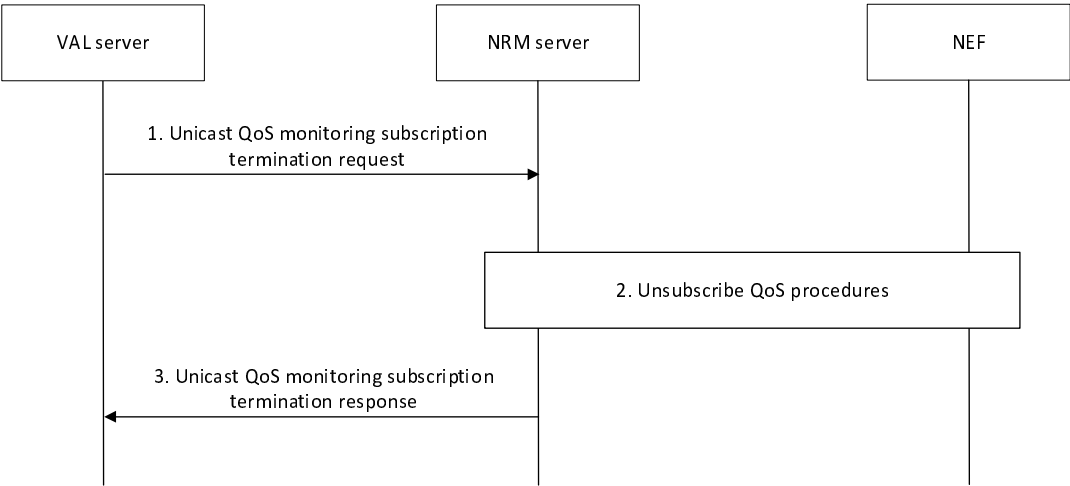 VAL server
NRM server
NEF
1. Unicast QoS monitoring subscription
termination request
2. Unsubscribe QoS procedures
3. Unicast QoS monitoring subscription
termination response